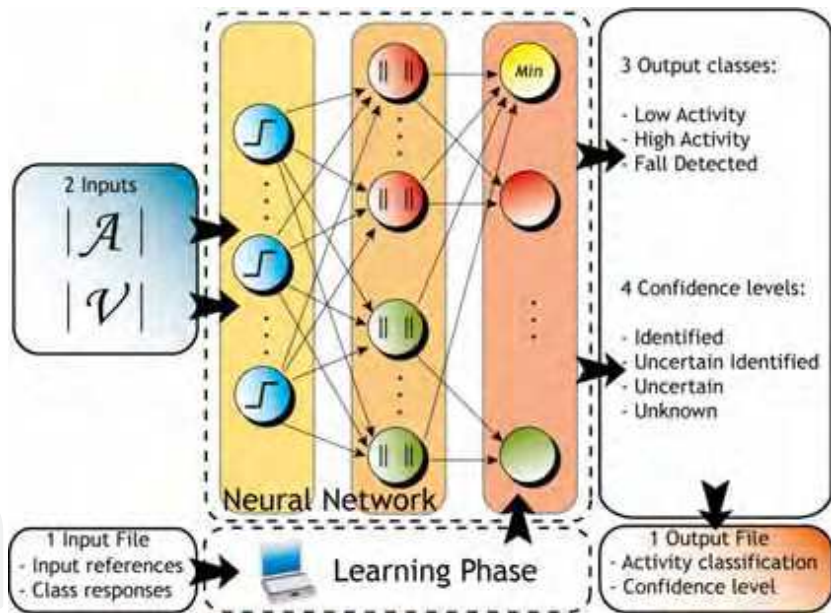 2 Inputs
|A|
|V|
Min
Neural Network
3 Output classes:
- Low Activity
- High Activity
- Fall Detected
4 Confidence levels:
- Identified
- Uncertain Identified
- Uncertain
- Unknown
1 Input File
- Input references
- Class responses
Learning Phase
1 Output File
- Activity classification
- Confidence level